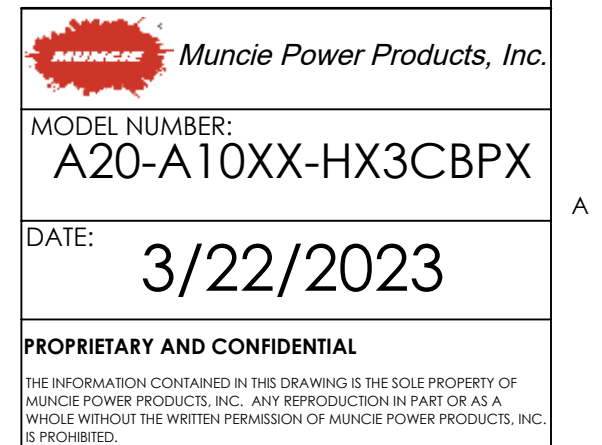 MUNCIE
Muncie Power Products, Inc.
MODEL NUMBER:
A20-A10XX-HX3CBPX
A
DATE:
3/22/2023
PROPRIETARY AND CONFIDENTIAL
THE INFORMATION CONTAINED IN THIS DRAWING IS THE SOLE PROPERTY OF
MUNCIE POWER PRODUCTS, INC. ANY REPRODUCTION IN PART OR AS A
WHOLE WITHOUT THE WRITTEN PERMISSION OF MUNCIE POWER PRODUCTS, INC.
IS PROHIBITED.